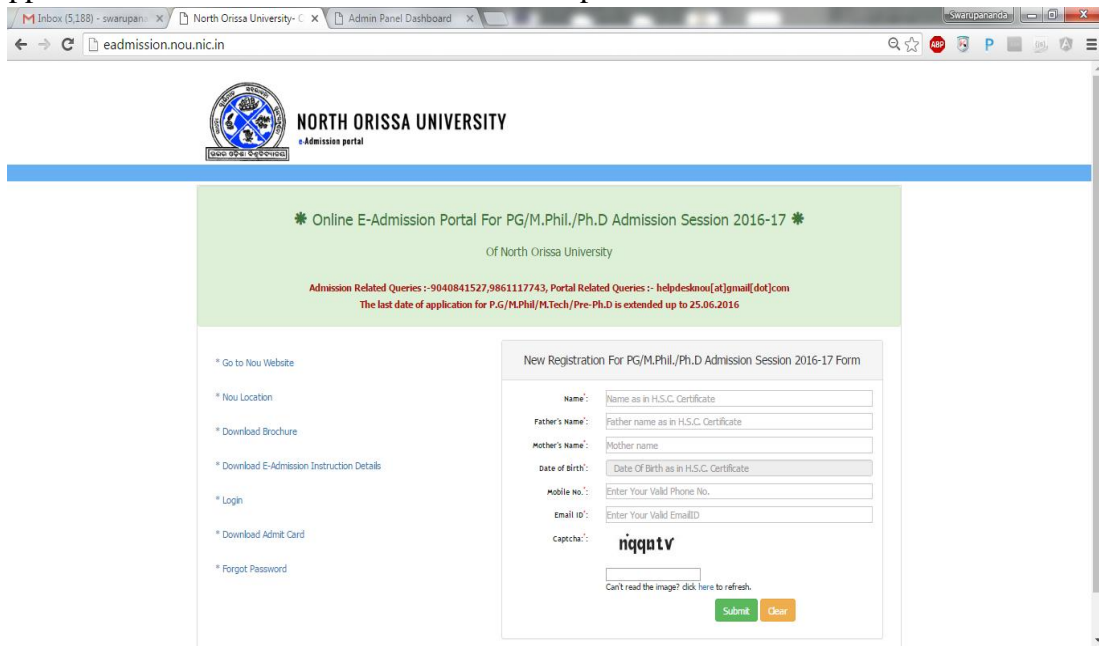 Inbox (5,188) - swarupan
North Orissa University- C
Admin Panel Dashboard
Swarupananda
eadmission.nou.nic.in
NORTH ORISSA UNIVERSITY
e-Admission portal
Online E-Admission Portal For PG/M.Phil./Ph.D Admission Session 2016-17
Of North Orissa University
Admission Related Queries :-9040841527,9861117743, Portal Related Queries :- helpdesknou[at]gmail[dot]com
The last date of application for P.G/M.Phil/M.Tech/Pre-Ph.D is extended up to 25.06.2016
* Go to Nou Website
* Nou Location
* Download Brochure
* Download E-Admission Instruction Details
* Login
* Download Admit Card
* Forgot Password
New Registration For PG/M.Phil./Ph.D Admission Session 2016-17 Form
Name*: Name as in H.S.C. Certificate
Father's Name*: Father name as in H.S.C. Certificate
Mother's Name*: Mother name
Date of Birth*: Date Of Birth as in H.S.C. Certificate
Mobile No.*: Enter Your Valid Phone No.
Email ID*: Enter Your Valid EmailID
Captcha:*: nqqutv
Can't read the image? click here to refresh.
Submit Clear